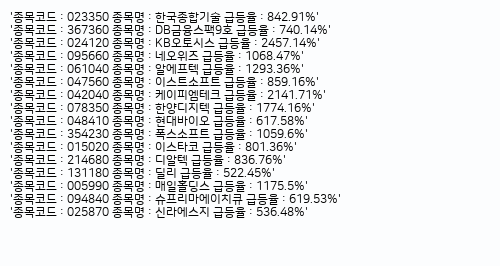 '종목코드 : 023350 종목명 : 한국종합기술 급등율 : 842.91%'
'종목코드 : 367360 종목명 : DB금융스팩9호 급등율 : 740.14%'
'종목코드 : 024120 종목명 : KB오토시스 급등율 : 2457.14%'
'종목코드 : 095660 종목명 : 네오위즈 급등율 : 1068.47%'
'종목코드 : 061040 종목명 : 알에프텍 급등율 : 1293.36%'
'종목코드 : 047560 종목명 : 이스트소프트 급등율 : 859.16%'
'종목코드 : 042040 종목명 : 케이피엠테크 급등율 : 2141.71%'
'종목코드 : 078350 종목명 : 한양디지텍 급등율 : 1774.16%'
'종목코드 : 048410 종목명 : 현대바이오 급등율 : 617.58%'
'종목코드 : 354230 종목명 : 폭스소프트 급등율 : 1059.6%'
'종목코드 : 015020 종목명 : 이스타코 급등율 : 801.36%'
'종목코드 : 214680 종목명 : 디알텍 급등율 : 836.76%'
'종목코드 : 131180 종목명 : 딜리 급등율 : 522.45%'
'종목코드 : 005990 종목명 : 매일홀딩스 급등율 : 1175.5%'
'종목코드 : 094840 종목명 : 슈프리마에이치큐 급등율 : 619.53%'
'종목코드 : 025870 종목명 : 신라에스지 급등율 : 536.48%'